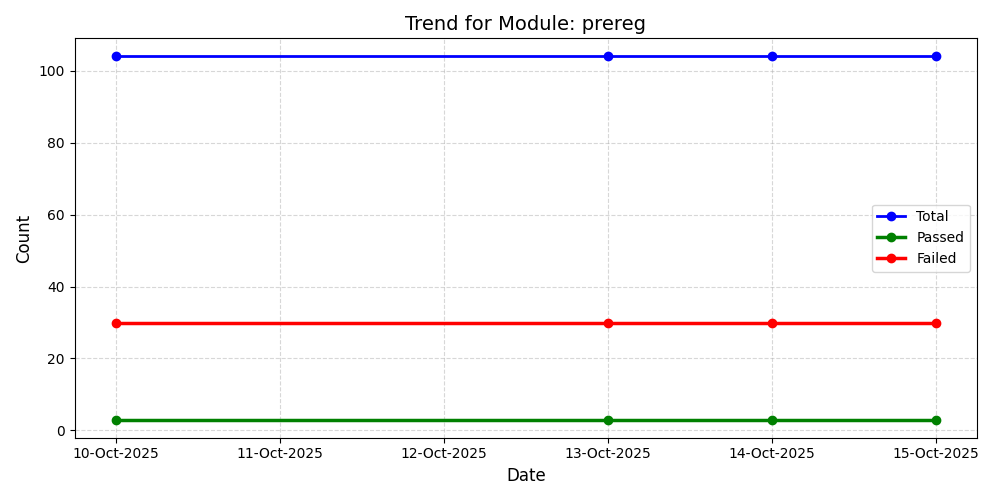 Trend for Module: prereg
Count
100
80
60
40
20
0
Total
Passed
Failed
10-Oct-2025
11-Oct-2025
12-Oct-2025
13-Oct-2025
14-Oct-2025
15-Oct-2025
Date